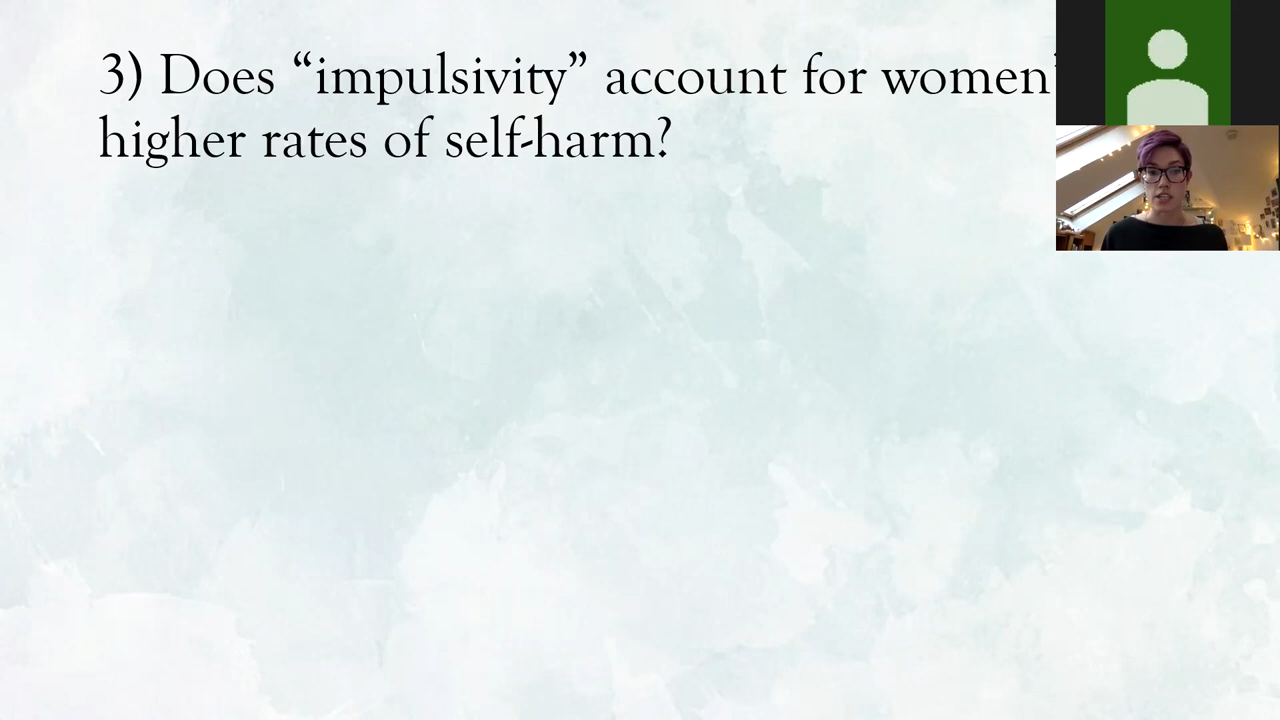 3) Does “impulsivity” account for women’
higher rates of self-harm?